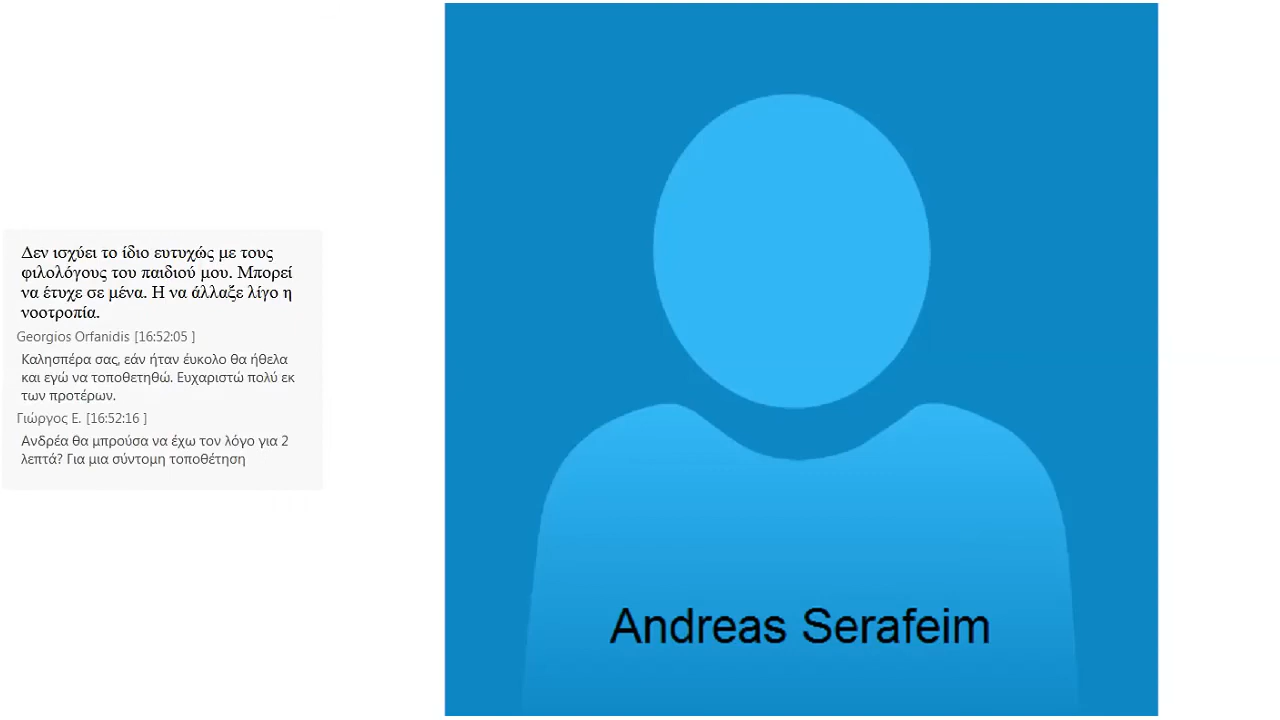 Δεν ισχύει το ίδιο ευτυχώς με τους
φιλολόγους του παιδιού μου. Μπορεί
να έτυχε σε μένα. Η να άλλαξε λίγο η
νοοτροπία.
Georgios Orfanidis [16:52:05 ]
Καλησπέρα σας, εάν ήταν έυκολο θα ήθελα
και εγώ να τοποθετηθώ. Ευχαριστώ πολύ εκ
των προτέρων.
Γιώργος Ε. [16:52:16 ]
Ανδρέα θα μπρούσα να έχω τον λόγο για 2
λεπτά? Για μια σύντομη τοποθέτηση
Andreas Serafeim